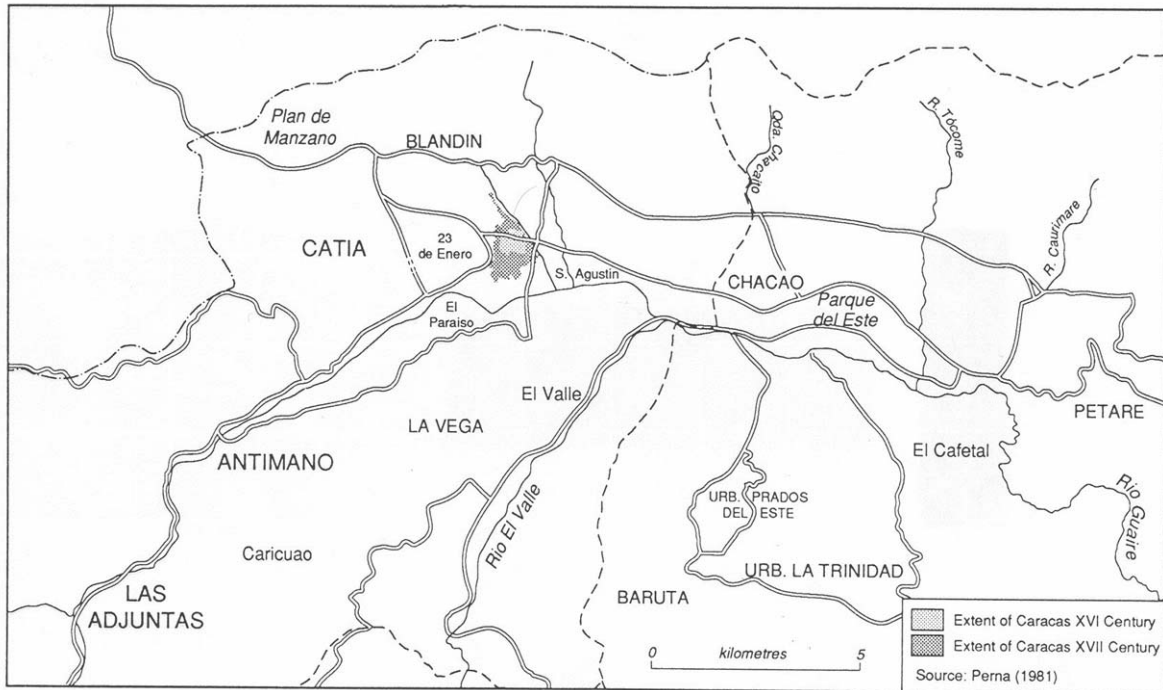 Plan de
Manzano
BLANDIN
Qda. Chacaito
R. Tócome
R. Caurimare
CATIA
23
de Enero
S. Agustin
El
Paraiso
CHACAO
Parque
del Este
PETARE
El Valle
LA VEGA
ANTIMANO
El Cafetal
URB. PRADOS
DEL ESTE
Rio El Valle
Rio Guaire
Caricuao
LAS
ADJUNTAS
BARUTA
URB. LA TRINIDAD
0 kilometres 5
Extent of Caracas XVI Century
Extent of Caracas XVII Century
Source: Perna (1981)